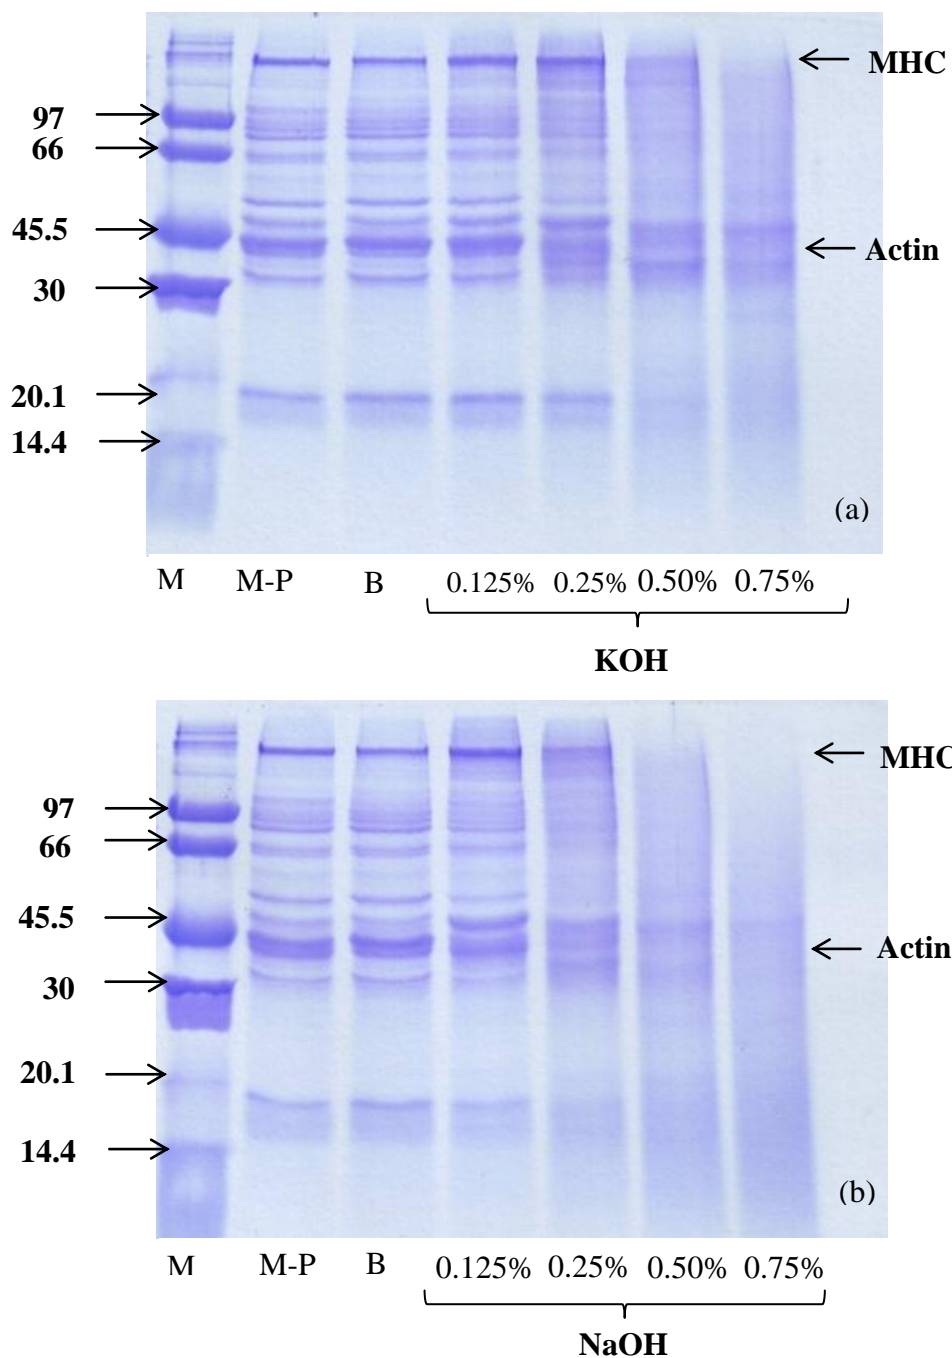 MHC
97
66
45.5
Actin
30
20.1
14.4
(a)
M M-P B 0.125% 0.25% 0.50% 0.75%
KOH
MHC
97
66
45.5
Actin
30
20.1
14.4
(b)
M M-P B 0.125% 0.25% 0.50% 0.75%
NaOH